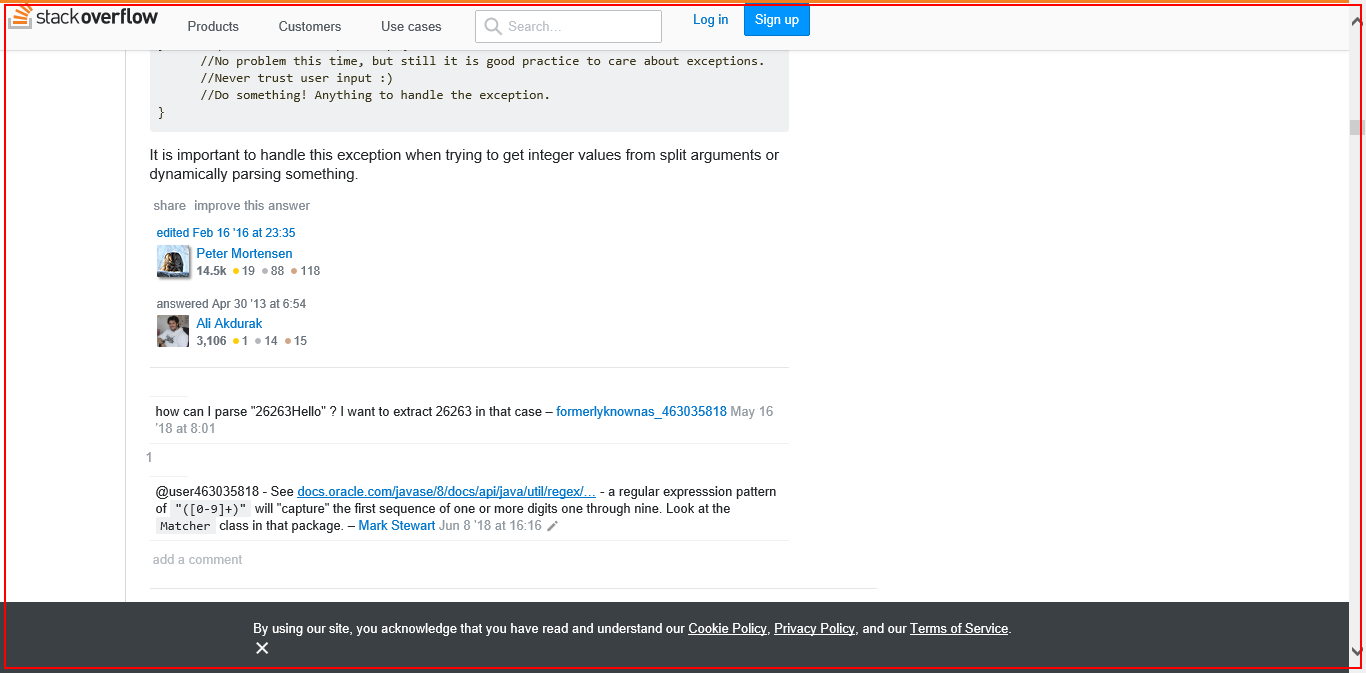 stackoverflow Products Customers Use cases Search... Log in Sign up
//No problem this time, but still it is good practice to care about exceptions.
//Never trust user input :)
//Do something! Anything to handle the exception.
}
It is important to handle this exception when trying to get integer values from split arguments or
dynamically parsing something.
share improve this answer
edited Feb 16 '16 at 23:35
Peter Mortensen
14.5k 19 88 118
answered Apr 30 '13 at 6:54
Ali Akdurak
3,106 1 14 15
how can I parse "26263Hello" ? I want to extract 26263 in that case – formerlyknownas_463035818 May 16
'18 at 8:01
1
@user463035818 - See docs.oracle.com/javase/8/docs/api/java/util/regex/… - a regular expresssion pattern
of "([0-9]+)" will "capture" the first sequence of one or more digits one through nine. Look at the
Matcher class in that package. – Mark Stewart Jun 8 '18 at 16:16
add a comment
By using our site, you acknowledge that you have read and understand our Cookie Policy, Privacy Policy, and our Terms of Service.